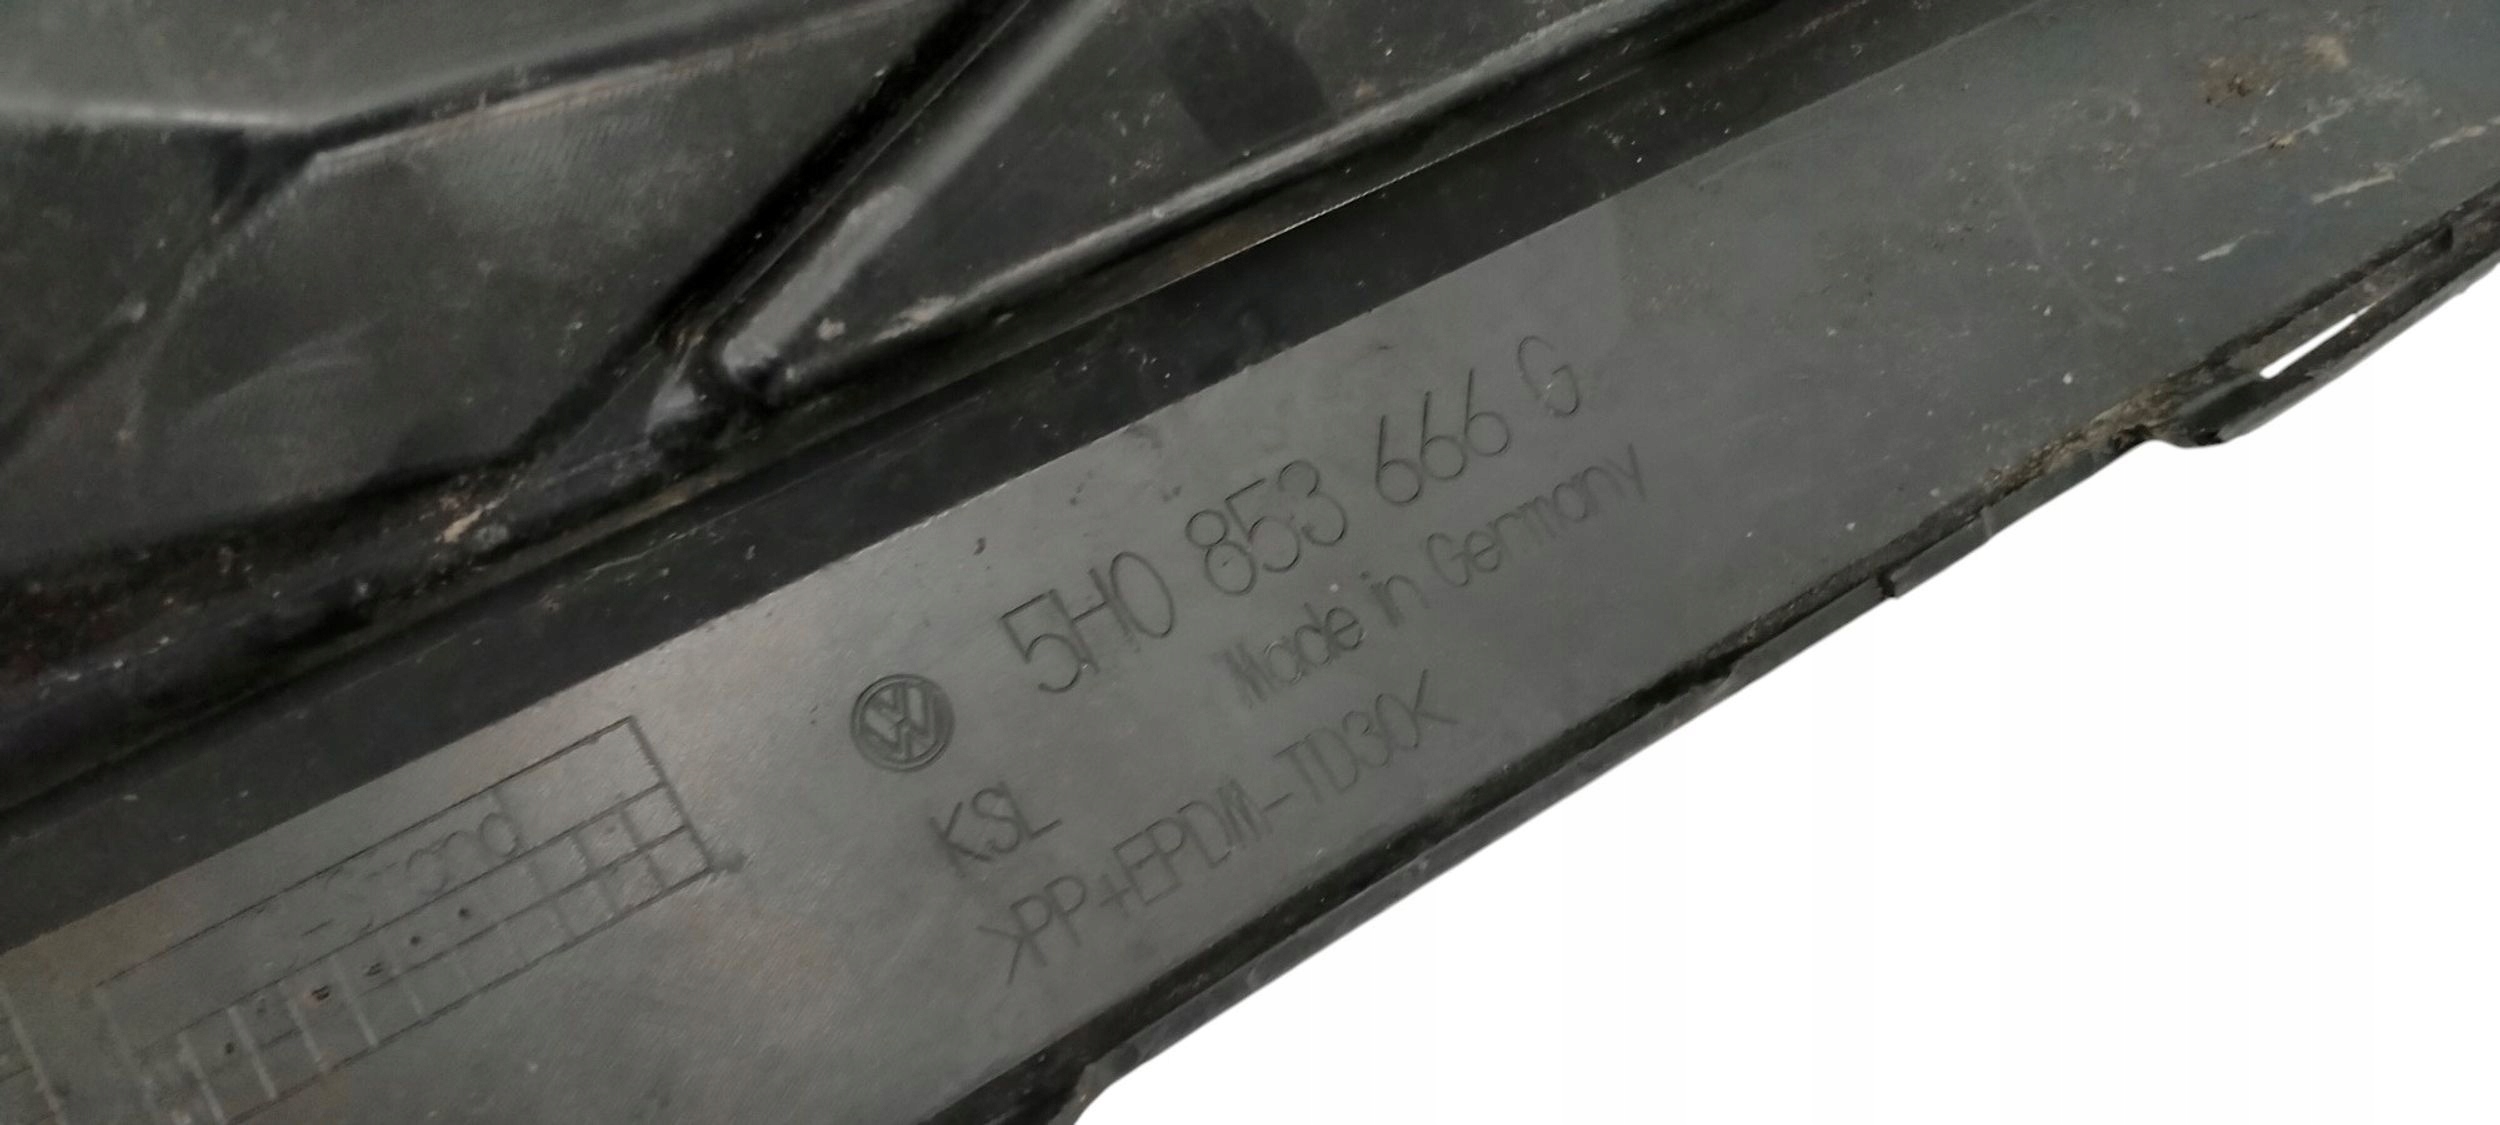 5H0 853 666 G
Made in Germany
KSL
>PP+EPDM-TD30<